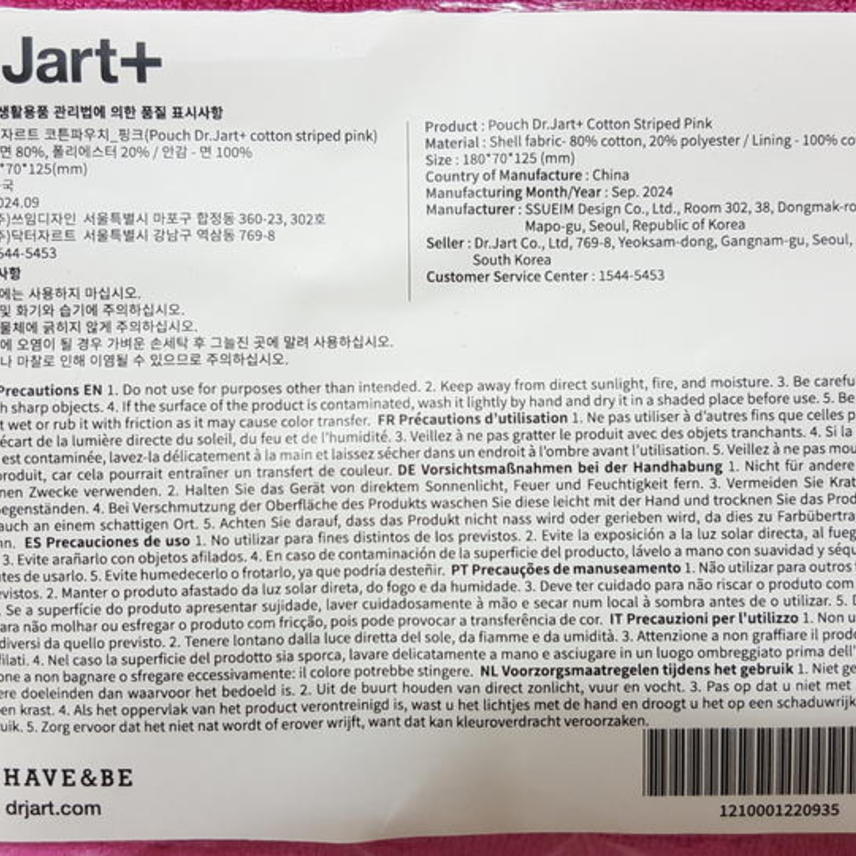 Jart+
생활용품 관리법에 의한 품질 표시사항
자르트 코튼파우치_핑크(Pouch Dr.Jart+ cotton striped pink)
면 80%, 폴리에스터 20% / 안감 - 면 100%
*70*125(mm)
국
024.09
주)쓰임디자인 서울특별시 마포구 합정동 360-23, 302호
주)닥터자르트 서울특별시 강남구 역삼동 769-8
544-5453
사항
에는 사용하지 마십시오.
및 화기와 습기에 주의하십시오.
물체에 긁히지 않게 주의하십시오.
에 오염이 될 경우 가벼운 손세탁 후 그늘진 곳에 말려 사용하십시오.
나 마찰로 인해 이염될 수 있으므로 주의하십시오.
Product : Pouch Dr.Jart+ Cotton Striped Pink
Material : Shell fabric- 80% cotton, 20% polyester / Lining - 100% co
Size : 180*70*125 (mm)
Country of Manufacture : China
Manufacturing Month/Year : Sep. 2024
Manufacturer : SSUEIM Design Co., Ltd., Room 302, 38, Dongmak-ro
Mapo-gu, Seoul, Republic of Korea
Seller : Dr.Jart Co., Ltd, 769-8, Yeoksam-dong, Gangnam-gu, Seoul,
South Korea
Customer Service Center : 1544-5453
Precautions EN 1. Do not use for purposes other than intended. 2. Keep away from direct sunlight, fire, and moisture. 3. Be carefu
h sharp objects. 4. If the surface of the product is contaminated, wash it lightly by hand and dry it in a shaded place before use. 5. Be
t wet or rub it with friction as it may cause color transfer. FR Précautions d'utilisation 1. Ne pas utiliser à d'autres fins que celles p
écart de la lumière directe du soleil, du feu et de l'humidité. 3. Veillez à ne pas gratter le produit avec des objets tranchants. 4. Si la
est contaminée, lavez-la délicatement à la main et laissez sécher dans un endroit à l'ombre avant l'utilisation. 5. Veillez à ne pas mou
produit, car cela pourrait entraîner un transfert de couleur. DE Vorsichtsmaßnahmen bei der Handhabung 1. Nicht für andere
nen Zwecke verwenden. 2. Halten Sie das Gerät von direktem Sonnenlicht, Feuer und Feuchtigkeit fern. 3. Vermeiden Sie Krat
egenständen. 4. Bei Verschmutzung der Oberfläche des Produkts waschen Sie diese leicht mit der Hand und trocknen Sie das Prod
auch an einem schattigen Ort. 5. Achten Sie darauf, dass das Produkt nicht nass wird oder gerieben wird, da dies zu Farbübertra
nn. ES Precauciones de uso 1. No utilizar para fines distintos de los previstos. 2. Evite la exposición a la luz solar directa, al fueg
3. Evite arañarlo con objetos afilados. 4. En caso de contaminación de la superficie del producto, lávelo a mano con suavidad y séqu
ntes de usarlo. 5. Evite humedecerlo o frotarlo, ya que podría desteñir. PT Precauções de manuseamento 1. Não utilizar para outros
evistos. 2. Manter o produto afastado da luz solar direta, do fogo e da humidade. 3. Deve ter cuidado para não riscar o produto com
. Se a superfície do produto apresentar sujidade, laver cuidadosamente à mão e secar num local à sombra antes de o utilizar. 5. D
ara não molhar ou esfregar o produto com fricção, pois pode provocar a transferência de cor. IT Precauzioni per l'utilizzo 1. Non u
diversi da quello previsto. 2. Tenere lontano dalla luce diretta del sole, da fiamme e da umidità. 3. Attenzione a non graffiare il prod
filati. 4. Nel caso la superficie del prodotto sia sporca, lavare delicatamente a mano e asciugare in un luogo ombreggiato prima dell'
one a non bagnare o sfregare eccessivamente: il colore potrebbe stingere. NL Voorzorgsmaatregelen tijdens het gebruik 1. Niet ge
ere doeleinden dan waarvoor het bedoeld is. 2. Uit de buurt houden van direct zonlicht, vuur en vocht. 3. Pas op dat u niet met
en krast. 4. Als het oppervlak van het product verontreinigd is, wast u het lichtjes met de hand en droogt u het op een schaduwrijk
uik. 5. Zorg ervoor dat het niet nat wordt of erover wrijft, want dat kan kleuroverdracht veroorzaken.
HAVE&BE
drjart.com
1210001220935